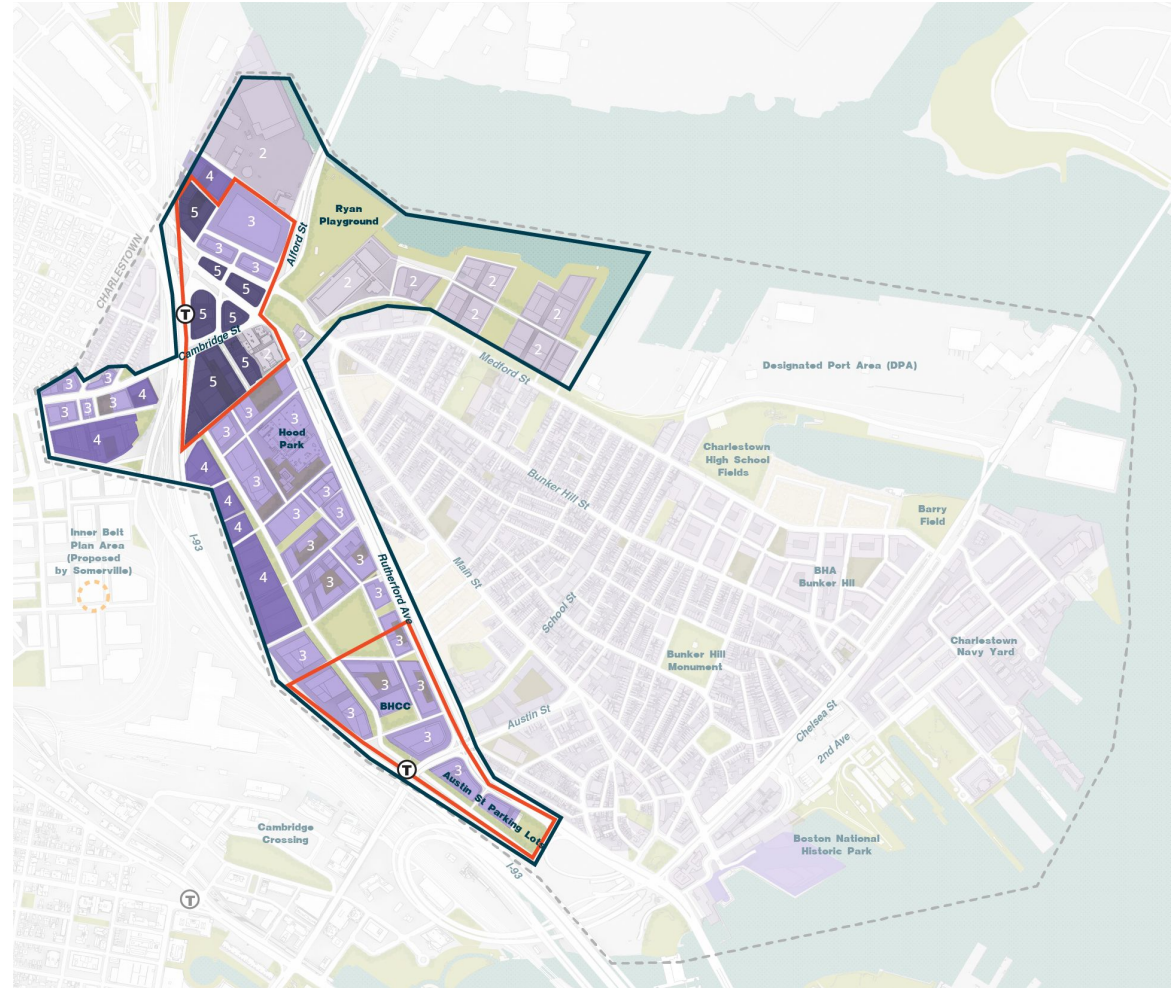 2
4
5
3
Ryan
Playground
Alford St
CHARLESTOWN
3
3
5
5
2
2
2
2
2
2
T
5
5
Cambridge St
5
5
2
2
Medford St
Designated Port Area (DPA)
3
3
3
3
3
4
4
3
3
3
Hood
Park
Charlestown
High School
Fields
4
3
Bunker Hill St
3
4
3
3
4
Barry
Field
I-93
Inner Belt
Plan Area
(Proposed
by Somerville)
3
3
BHA
Bunker Hill
4
3
Main St
Rutherford Ave
3
School St
3
Charlestown
Navy Yard
3
Bunker Hill
Monument
3
3
BHCC
3
Austin St
Chelsea St
3
2nd Ave
T
3
Austin St Parking Lots
Cambridge
Crossing
Boston National
Historic Park
I-93
T